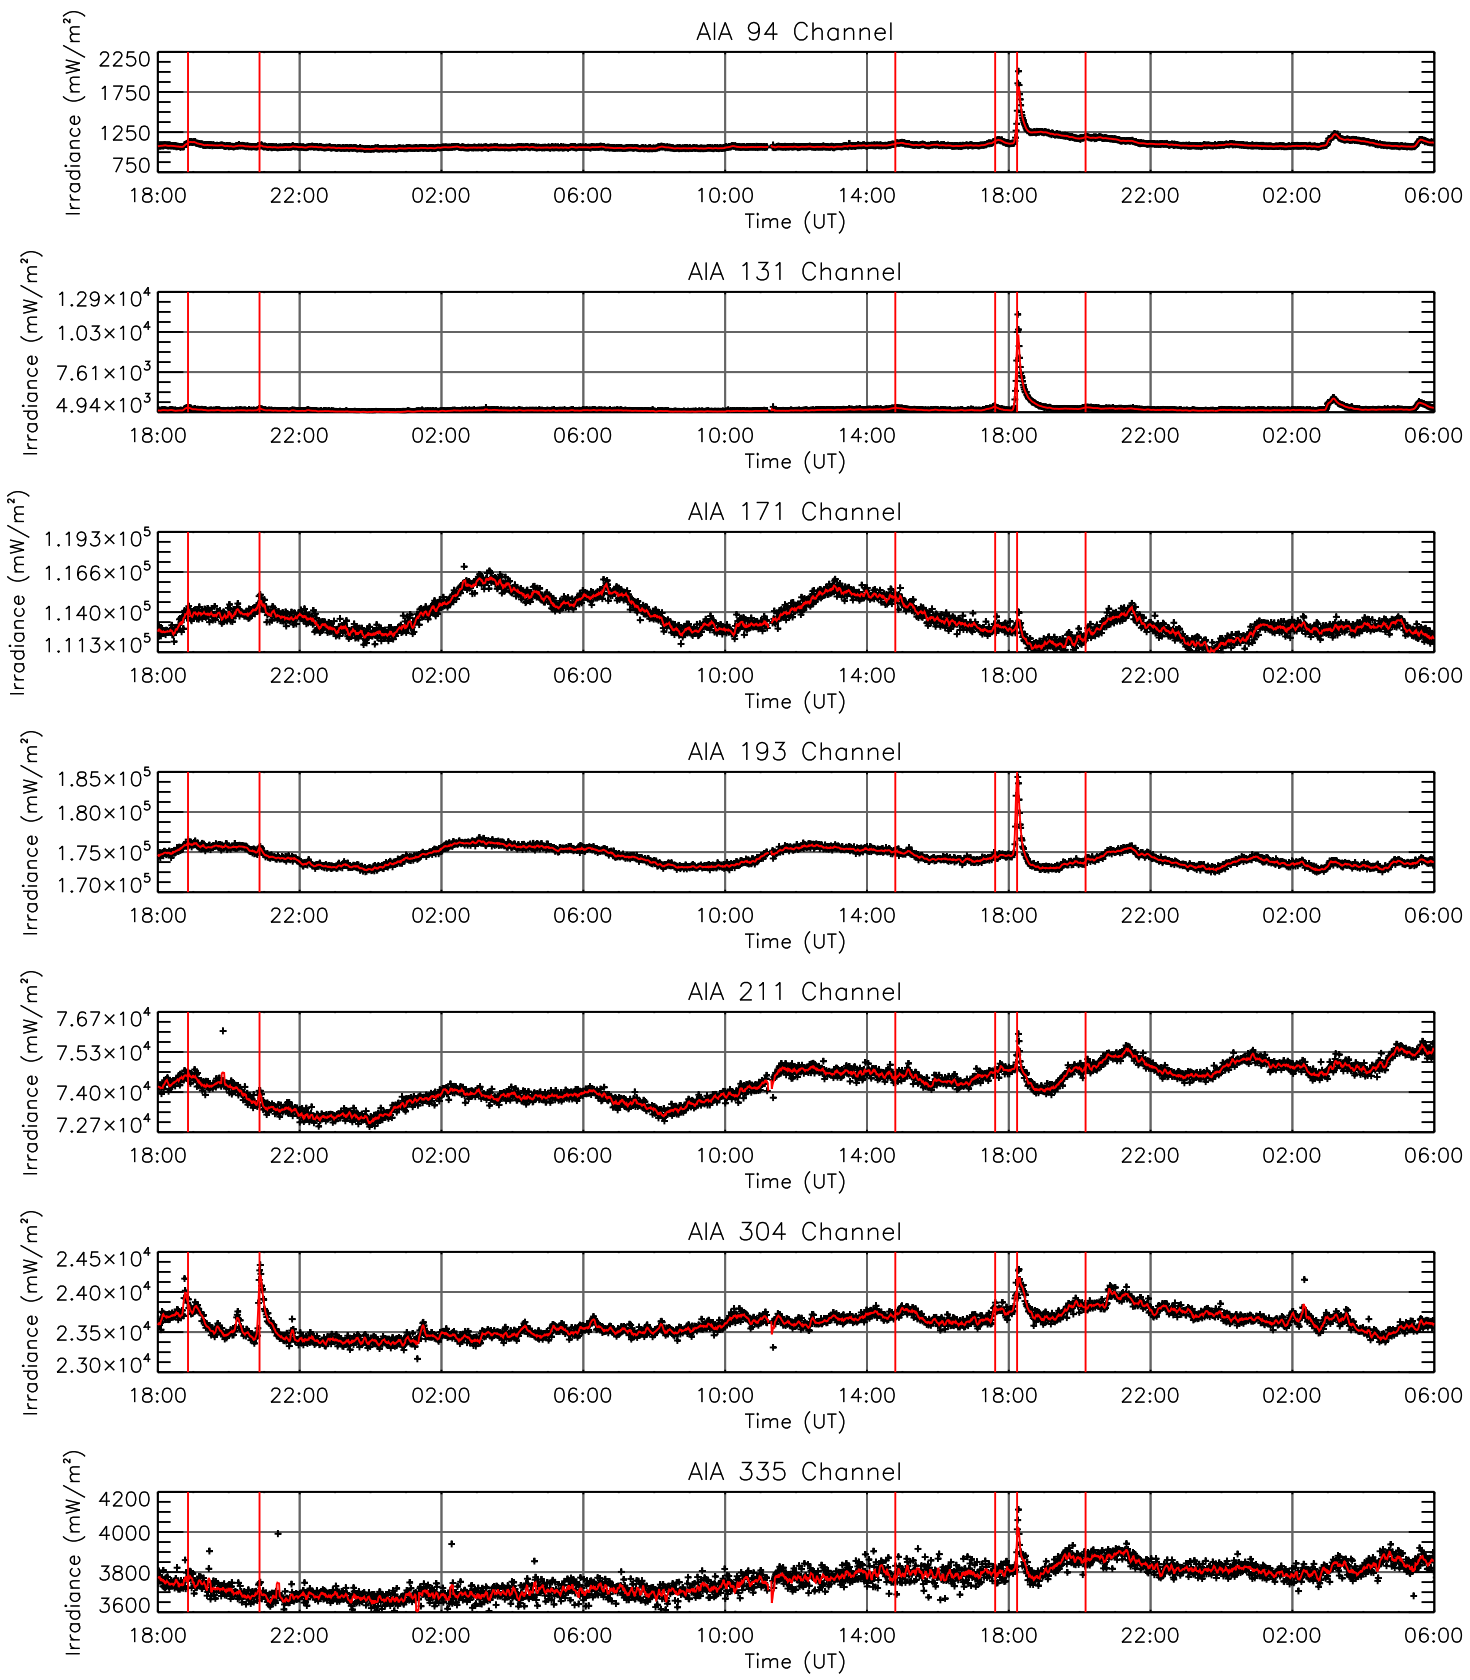 AIA 94 Channel
Irradiance (mW/m²)
2250
1750
1250
750
18:00 22:00 02:00 06:00 10:00 14:00 18:00 22:00 02:00 06:00
Time (UT)
AIA 131 Channel
Irradiance (mW/m²)
1.29×10⁴
1.03×10⁴
7.61×10³
4.94×10³
18:00 22:00 02:00 06:00 10:00 14:00 18:00 22:00 02:00 06:00
Time (UT)
AIA 171 Channel
Irradiance (mW/m²)
1.193×10⁵
1.166×10⁵
1.140×10⁵
1.113×10⁵
18:00 22:00 02:00 06:00 10:00 14:00 18:00 22:00 02:00 06:00
Time (UT)
AIA 193 Channel
Irradiance (mW/m²)
1.85×10⁵
1.80×10⁵
1.75×10⁵
1.70×10⁵
18:00 22:00 02:00 06:00 10:00 14:00 18:00 22:00 02:00 06:00
Time (UT)
AIA 211 Channel
Irradiance (mW/m²)
7.67×10⁴
7.53×10⁴
7.40×10⁴
7.27×10⁴
18:00 22:00 02:00 06:00 10:00 14:00 18:00 22:00 02:00 06:00
Time (UT)
AIA 304 Channel
Irradiance (mW/m²)
2.45×10⁴
2.40×10⁴
2.35×10⁴
2.30×10⁴
18:00 22:00 02:00 06:00 10:00 14:00 18:00 22:00 02:00 06:00
Time (UT)
AIA 335 Channel
Irradiance (mW/m²)
4200
4000
3800
3600
18:00 22:00 02:00 06:00 10:00 14:00 18:00 22:00 02:00 06:00
Time (UT)